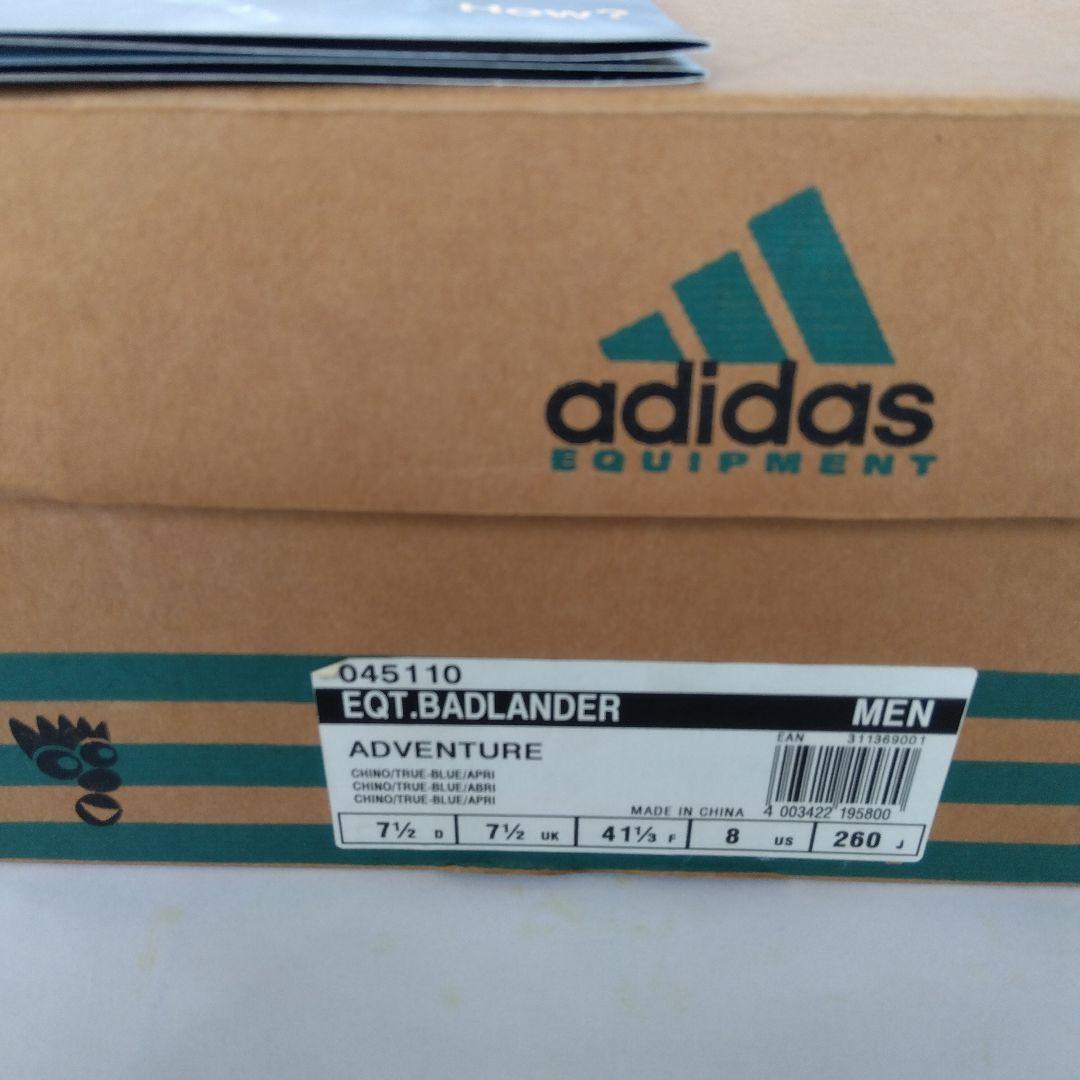 How?
adidas
EQUIPMENT
045110
EQT.BADLANDER MEN
ADVENTURE
EAN 311369001
CHINO/TRUE-BLUE/APRI
CHINO/TRUE-BLUE/ABRI
CHINO/TRUE-BLUE/APRI
MADE IN CHINA 4 003422 195800
7½ D 7½ UK 41⅓ F 8 US 260 J